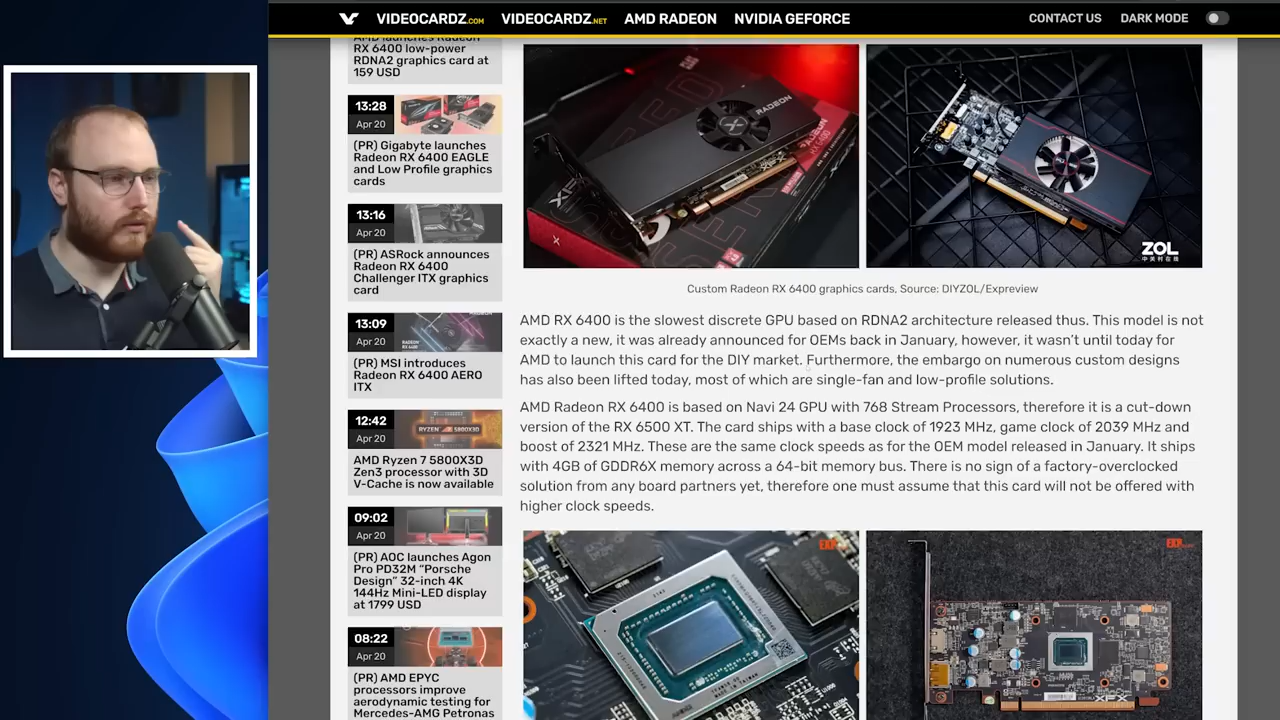 VIDEOCARDZ.COM
VIDEOCARDZ.NET
AMD RADEON
NVIDIA GEFORCE
CONTACT US
DARK MODE
AMD launches Radeon
RX 6400 low-power
RDNA2 graphics card at
159 USD
13:28
Apr 20
(PR) Gigabyte launches
Radeon RX 6400 EAGLE
and Low Profile graphics
cards
13:16
Apr 20
(PR) ASRock announces
Radeon RX 6400
Challenger ITX graphics
card
13:09
Apr 20
(PR) MSI introduces
Radeon RX 6400 AERO
ITX
12:42
Apr 20
RYZEN
AMD Ryzen 7 5800X3D
Zen3 processor with 3D
V-Cache is now available
09:02
Apr 20
(PR) AOC launches Agon
Pro PD32M “Porsche
Design” 32-inch 4K
144Hz Mini-LED display
at 1799 USD
08:22
Apr 20
(PR) AMD EPYC
processors improve
aerodynamic testing for
Mercedes-AMG Petronas
RADEON
XFX
ZOL
中关村在线
Custom Radeon RX 6400 graphics cards, Source: DIYZOL/Expreview
AMD RX 6400 is the slowest discrete GPU based on RDNA2 architecture released thus. This model is not
exactly a new, it was already announced for OEMs back in January, however, it wasn’t until today for
AMD to launch this card for the DIY market. Furthermore, the embargo on numerous custom designs
has also been lifted today, most of which are single-fan and low-profile solutions.
AMD Radeon RX 6400 is based on Navi 24 GPU with 768 Stream Processors, therefore it is a cut-down
version of the RX 6500 XT. The card ships with a base clock of 1923 MHz, game clock of 2039 MHz and
boost of 2321 MHz. These are the same clock speeds as for the OEM model released in January. It ships
with 4GB of GDDR6X memory across a 64-bit memory bus. There is no sign of a factory-overclocked
solution from any board partners yet, therefore one must assume that this card will not be offered with
higher clock speeds.
XFX